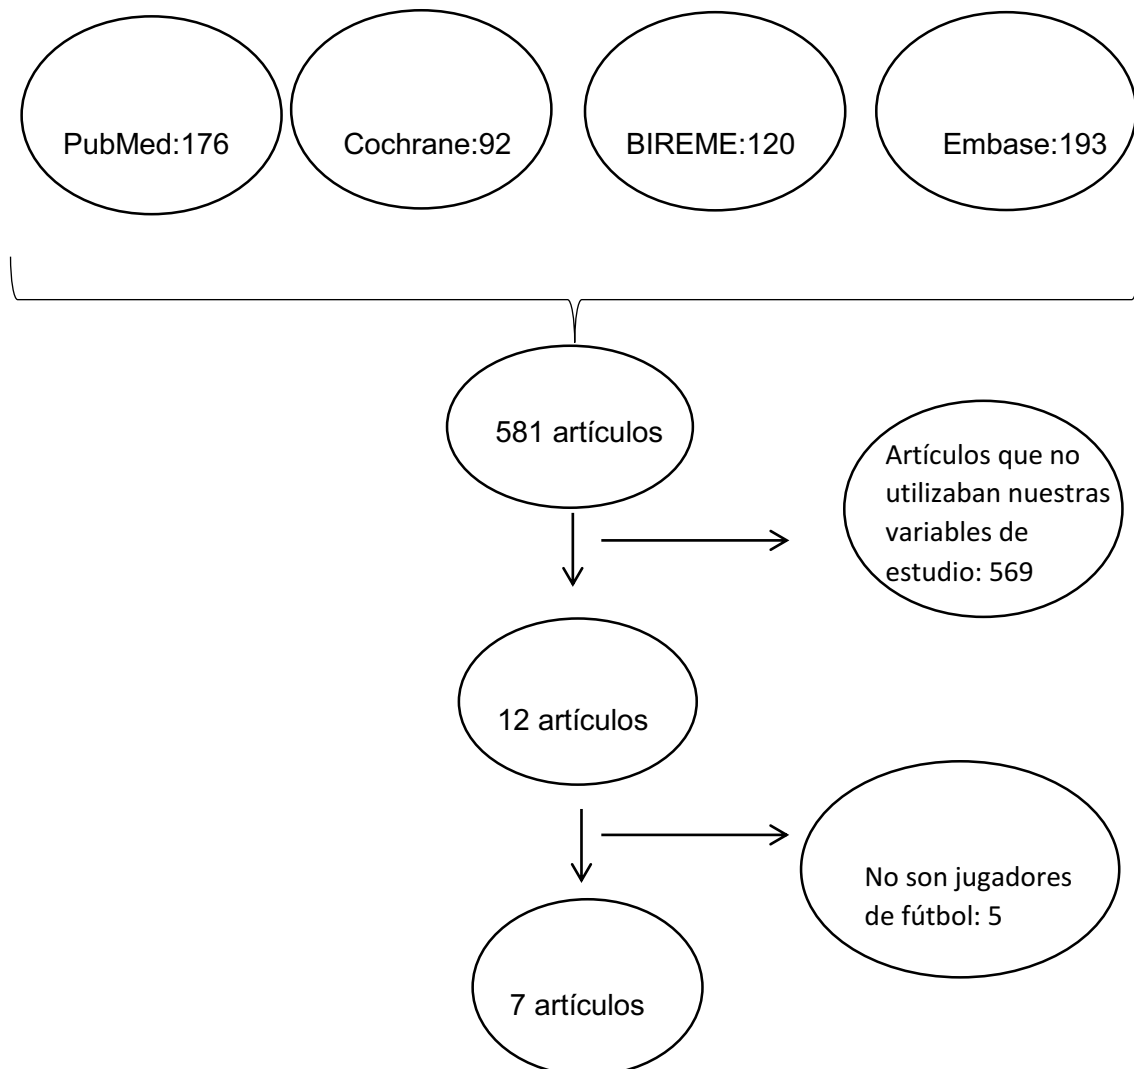 PubMed:176
Cochrane:92
BIREME:120
Embase:193
581 artículos
Artículos que no
utilizaban nuestras
variables de
estudio: 569
12 artículos
No son jugadores
de fútbol: 5
7 artículos